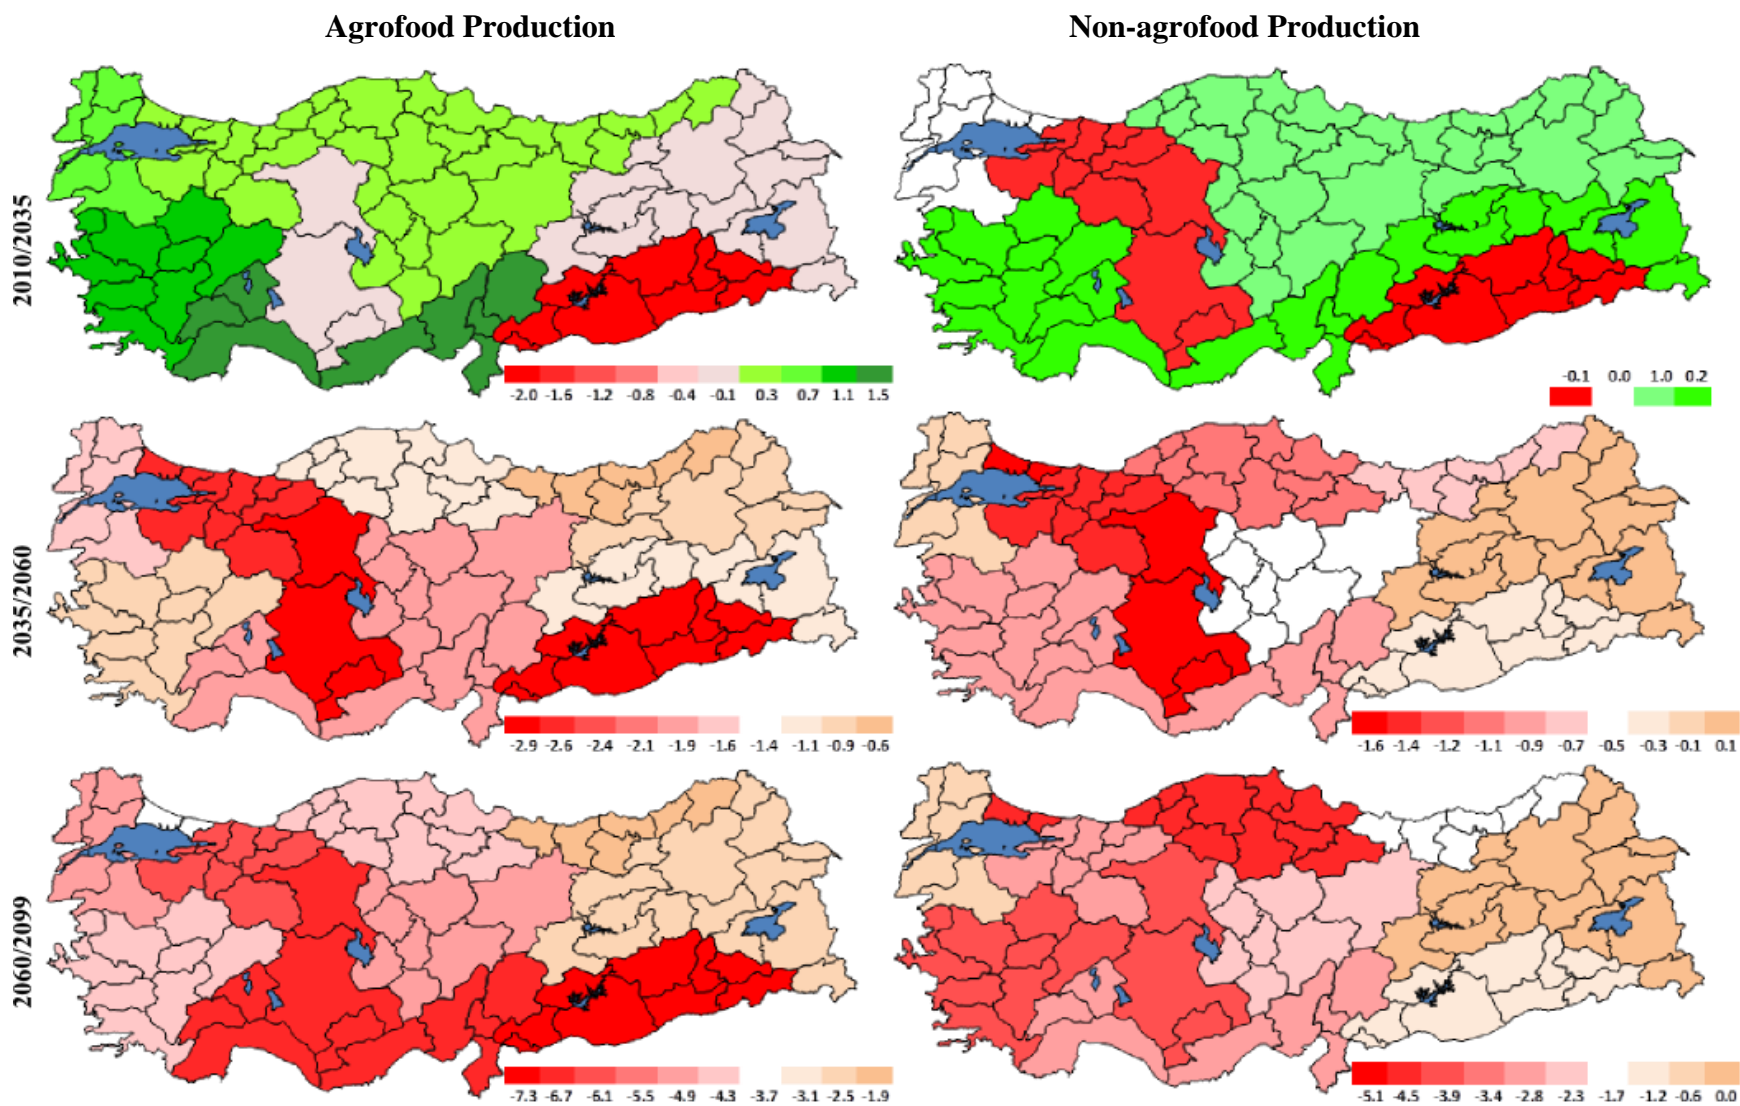 Agrofood Production
Non-agrofood Production
2010/2035
-2.0 -1.6 -1.2 -0.8 -0.4 -0.1 0.3 0.7 1.1 1.5
-0.1 0.0 1.0 0.2
2035/2060
-2.9 -2.6 -2.4 -2.1 -1.9 -1.6 -1.4 -1.1 -0.9 -0.6
-1.6 -1.4 -1.2 -1.1 -0.9 -0.7 -0.5 -0.3 -0.1 0.1
2060/2099
-7.3 -6.7 -6.1 -5.5 -4.9 -4.3 -3.7 -3.1 -2.5 -1.9
-5.1 -4.5 -3.9 -3.4 -2.8 -2.3 -1.7 -1.2 -0.6 0.0